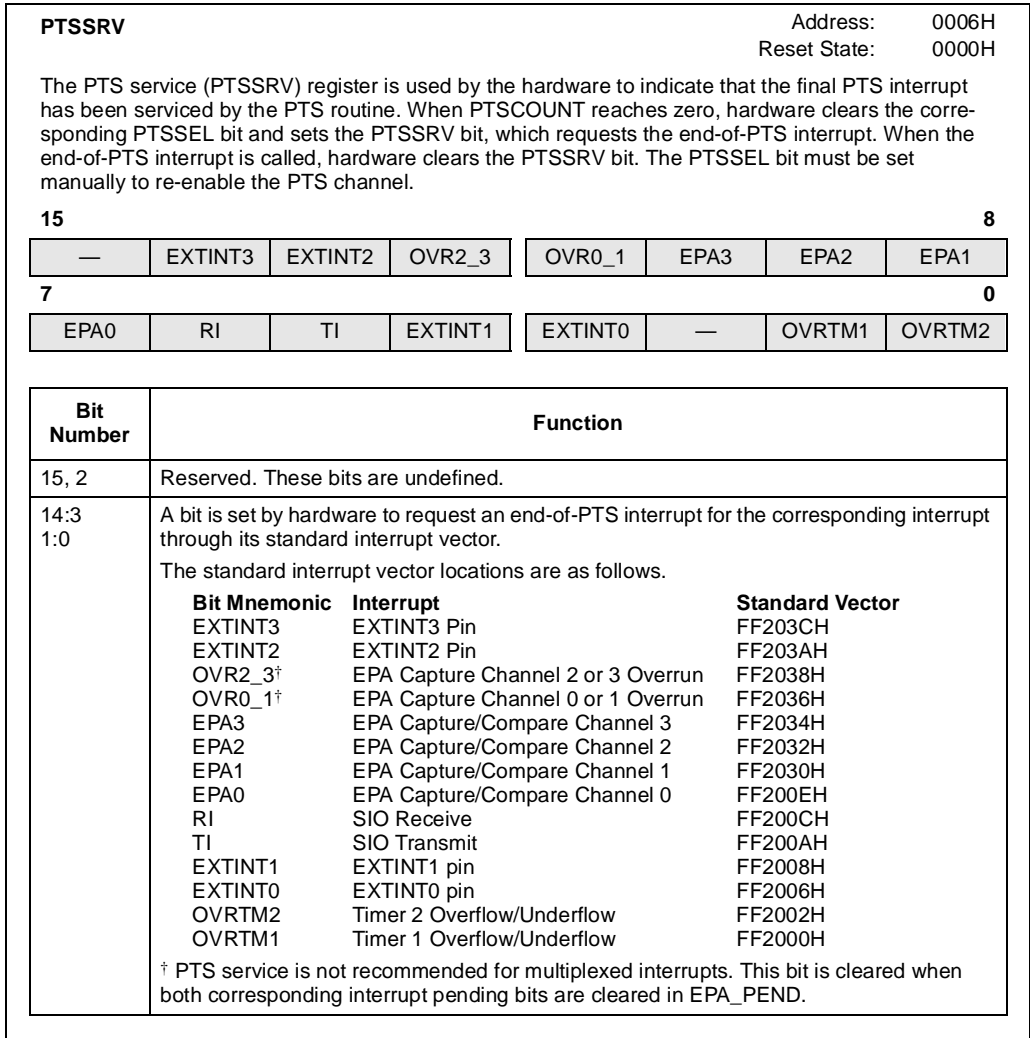 PTSSRV Address: 0006H
Reset State: 0000H
The PTS service (PTSSRV) register is used by the hardware to indicate that the final PTS interrupt
has been serviced by the PTS routine. When PTSCOUNT reaches zero, hardware clears the corre-
sponding PTSSEL bit and sets the PTSSRV bit, which requests the end-of-PTS interrupt. When the
end-of-PTS interrupt is called, hardware clears the PTSSRV bit. The PTSSEL bit must be set
manually to re-enable the PTS channel.
15 8
— EXTINT3 EXTINT2 OVR2_3 OVR0_1 EPA3 EPA2 EPA1
7 0
EPA0 RI TI EXTINT1 EXTINT0 — OVRTM1 OVRTM2
Bit
Number Function
15, 2 Reserved. These bits are undefined.
14:3 A bit is set by hardware to request an end-of-PTS interrupt for the corresponding interrupt
1:0 through its standard interrupt vector.
The standard interrupt vector locations are as follows.
Bit Mnemonic Interrupt Standard Vector
EXTINT3 EXTINT3 Pin FF203CH
EXTINT2 EXTINT2 Pin FF203AH
OVR2_3† EPA Capture Channel 2 or 3 Overrun FF2038H
OVR0_1† EPA Capture Channel 0 or 1 Overrun FF2036H
EPA3 EPA Capture/Compare Channel 3 FF2034H
EPA2 EPA Capture/Compare Channel 2 FF2032H
EPA1 EPA Capture/Compare Channel 1 FF2030H
EPA0 EPA Capture/Compare Channel 0 FF200EH
RI SIO Receive FF200CH
TI SIO Transmit FF200AH
EXTINT1 EXTINT1 pin FF2008H
EXTINT0 EXTINT0 pin FF2006H
OVRTM2 Timer 2 Overflow/Underflow FF2002H
OVRTM1 Timer 1 Overflow/Underflow FF2000H
† PTS service is not recommended for multiplexed interrupts. This bit is cleared when
both corresponding interrupt pending bits are cleared in EPA_PEND.